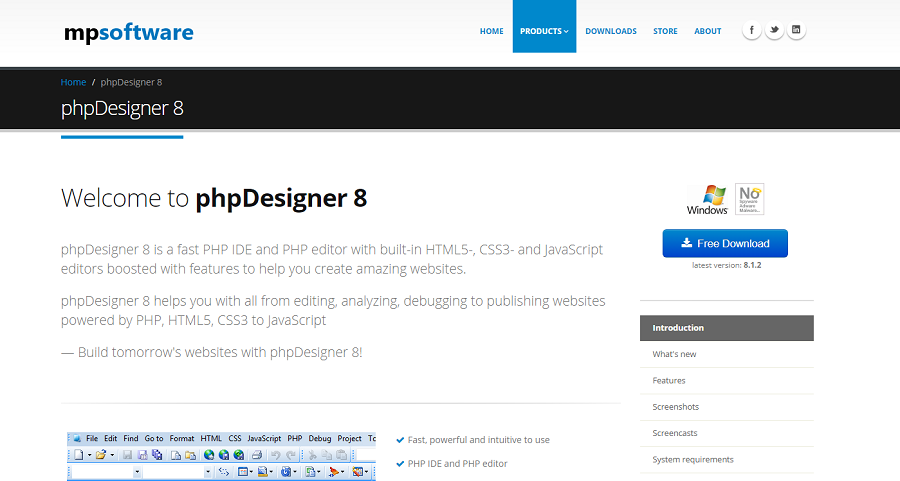 mpsoftware
HOME PRODUCTS DOWNLOADS STORE ABOUT
Home / phpDesigner 8
phpDesigner 8
Welcome to phpDesigner 8
phpDesigner 8 is a fast PHP IDE and PHP editor with built-in HTML5-, CSS3- and JavaScript
editors boosted with features to help you create amazing websites.
phpDesigner 8 helps you with all from editing, analyzing, debugging to publishing websites
powered by PHP, HTML5, CSS3 to JavaScript
— Build tomorrow's websites with phpDesigner 8!
File Edit Find Go to Format HTML CSS JavaScript PHP Debug Project To
Fast, powerful and intuitive to use
PHP IDE and PHP editor
Windows
No
Spyware
Adware
Malware...
Free Download
latest version: 8.1.2
Introduction
What's new
Features
Screenshots
Screencasts
System requirements